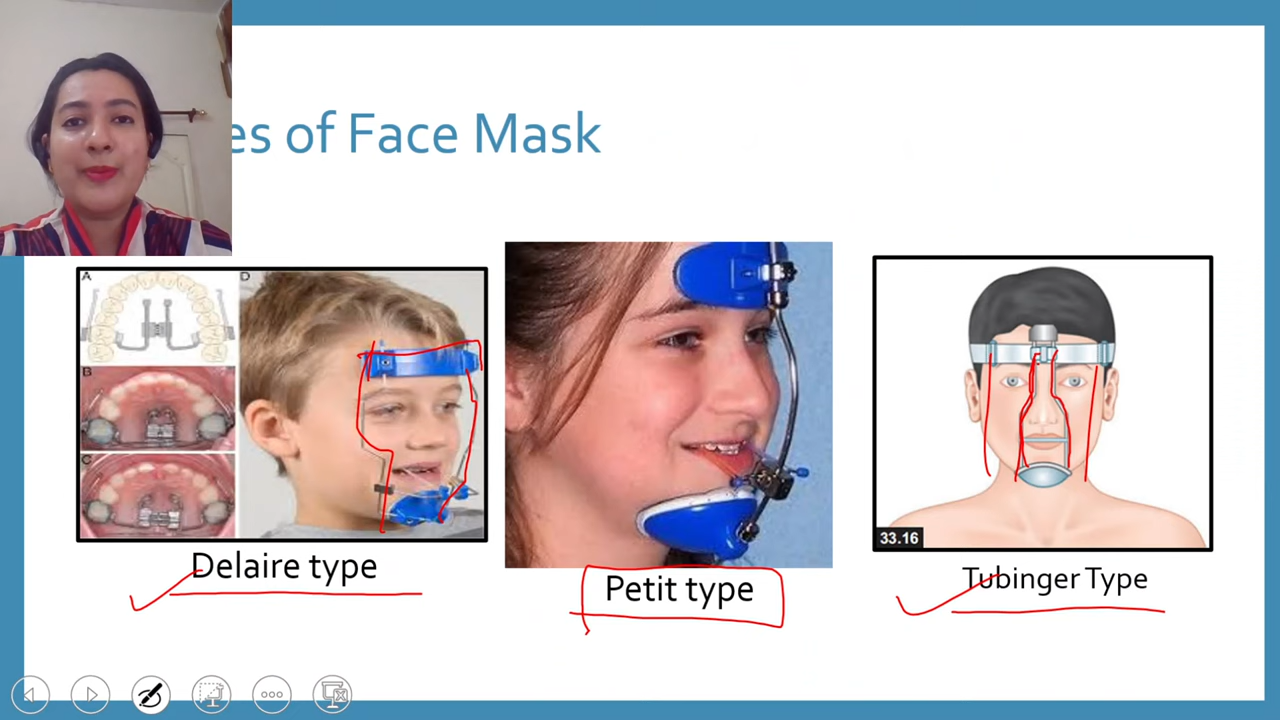 es of Face Mask
A
D
B
C
33.16
Delaire type
Petit type
Tubinger Type